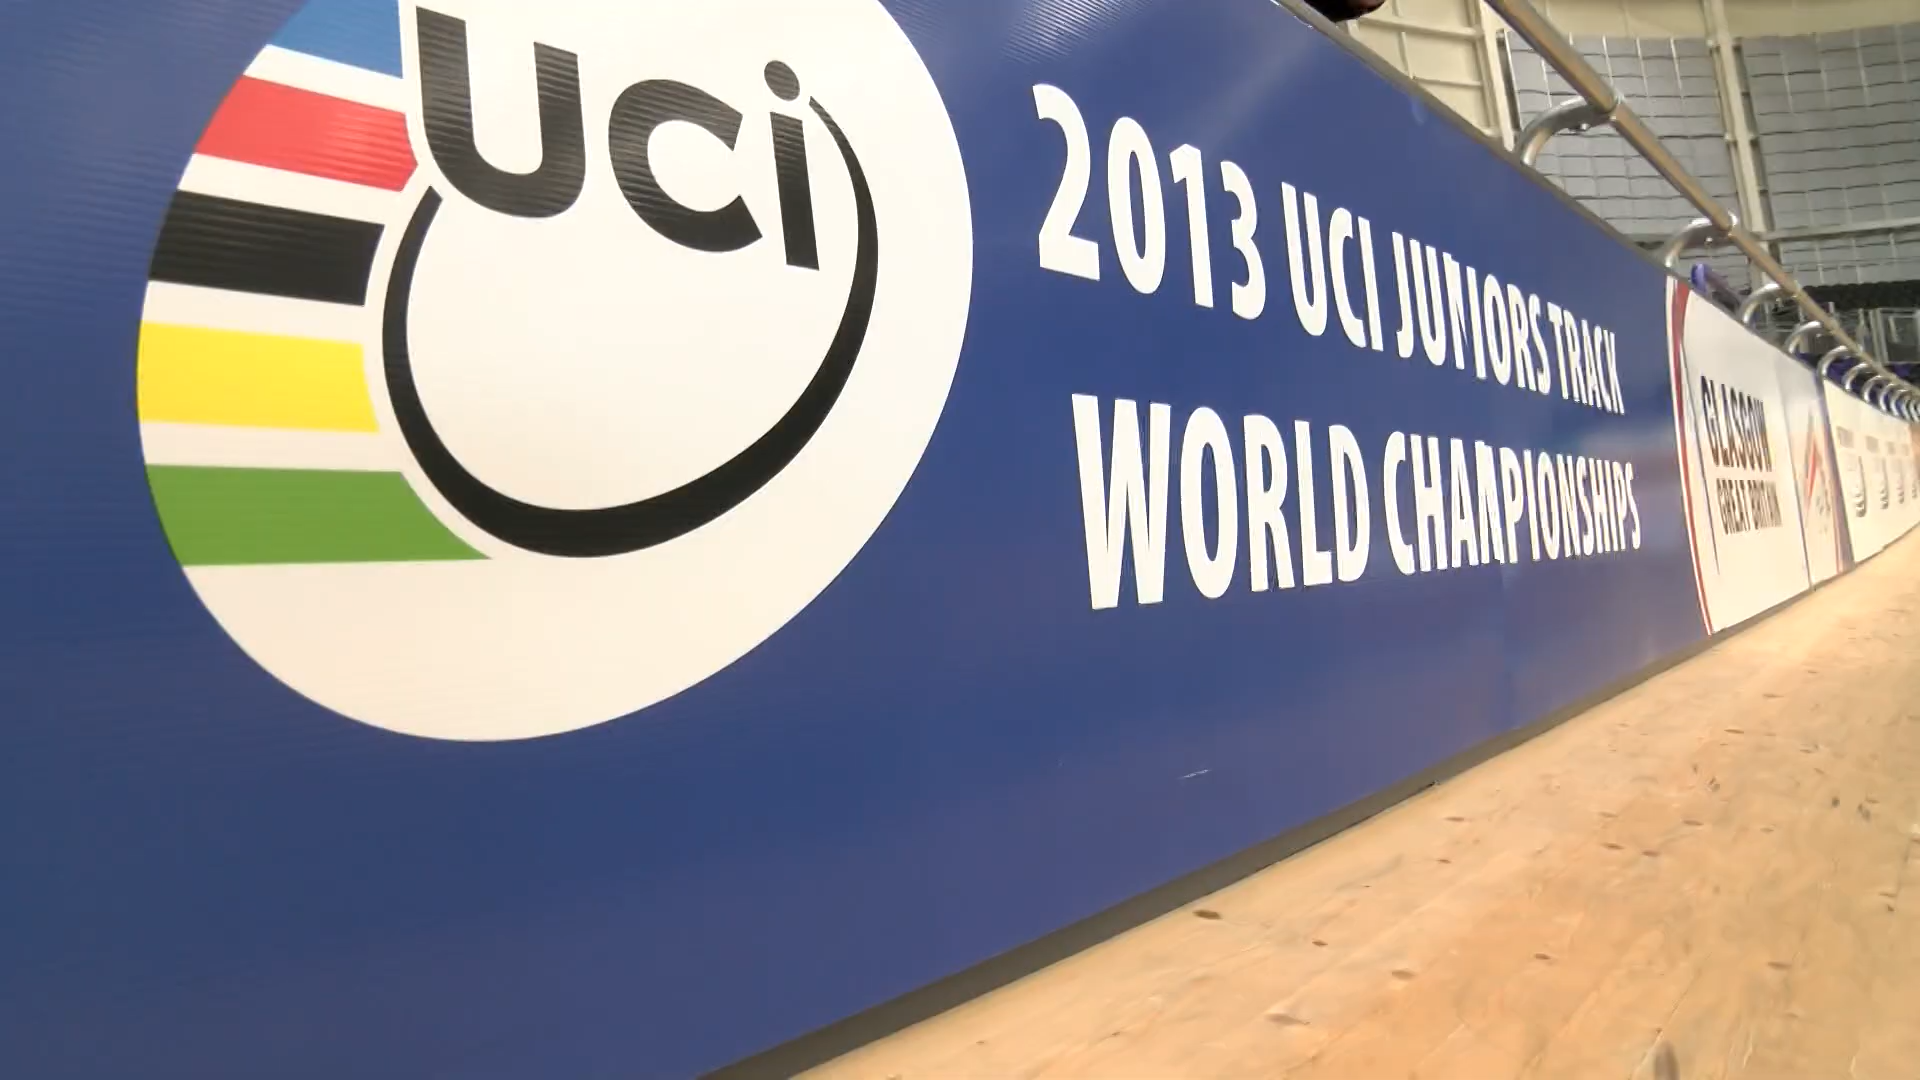 UCi
2013 UCI JUNIORS TRACK
WORLD CHAMPIONSHIPS
GLASGOW
GREAT BRITAIN